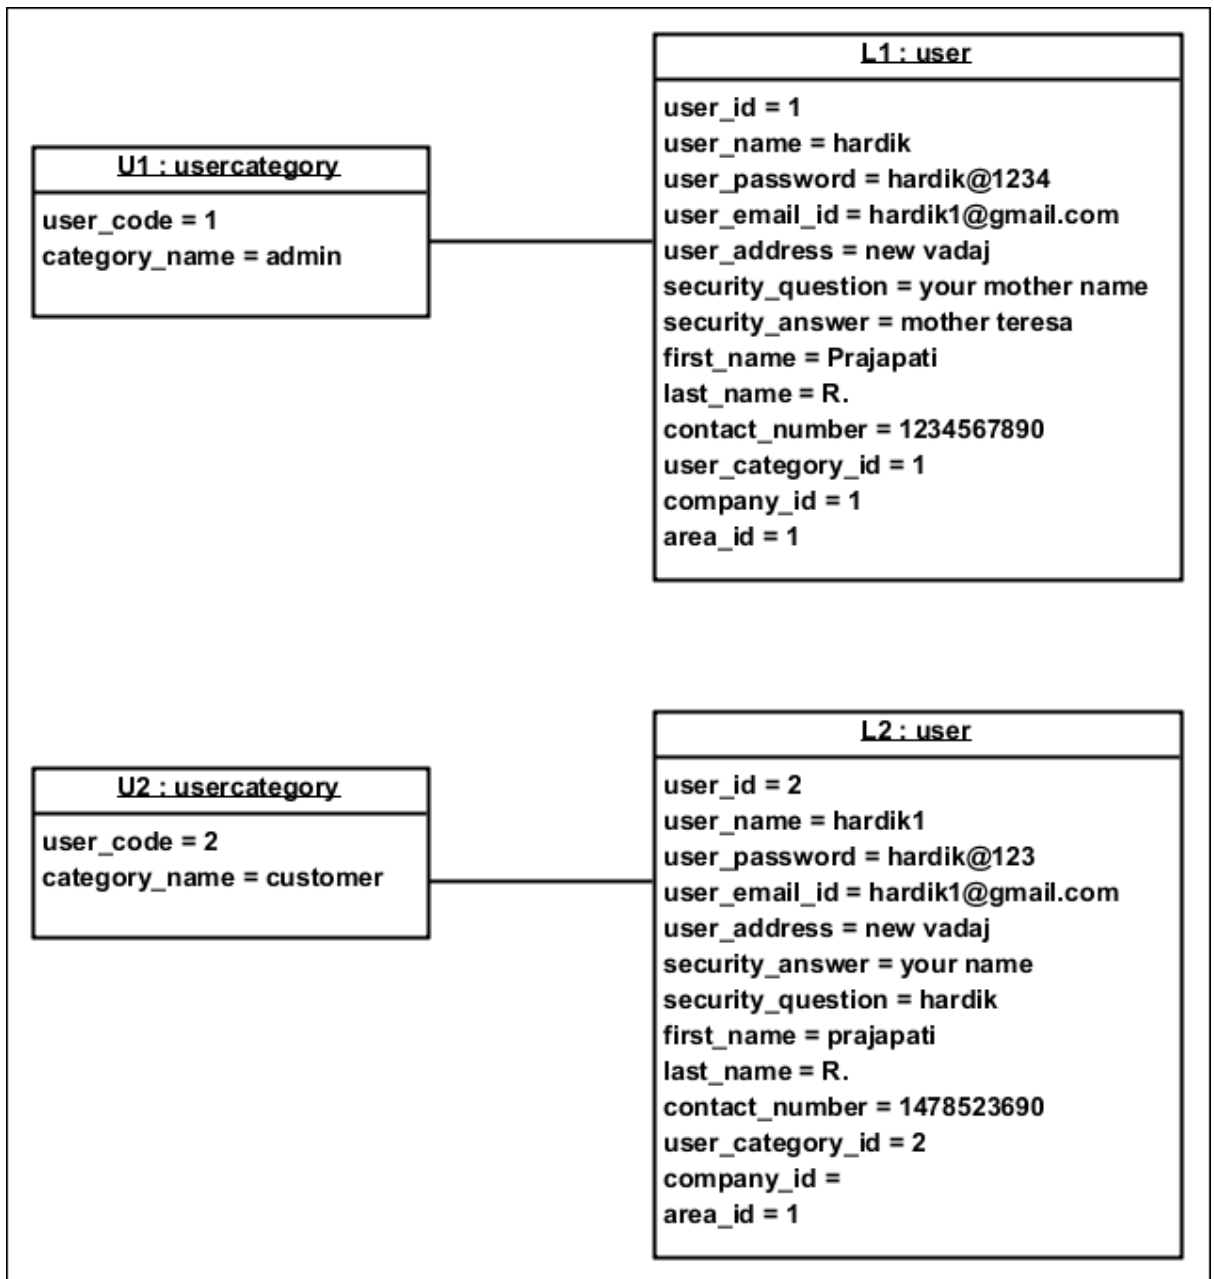 U1 : usercategory
user_code = 1
category_name = admin
L1 : user
user_id = 1
user_name = hardik
user_password = hardik@1234
user_email_id = hardik1@gmail.com
user_address = new vadaj
security_question = your mother name
security_answer = mother teresa
first_name = Prajapati
last_name = R.
contact_number = 1234567890
user_category_id = 1
company_id = 1
area_id = 1
U2 : usercategory
user_code = 2
category_name = customer
L2 : user
user_id = 2
user_name = hardik1
user_password = hardik@123
user_email_id = hardik1@gmail.com
user_address = new vadaj
security_answer = your name
security_question = hardik
first_name = prajapati
last_name = R.
contact_number = 1478523690
user_category_id = 2
company_id =
area_id = 1